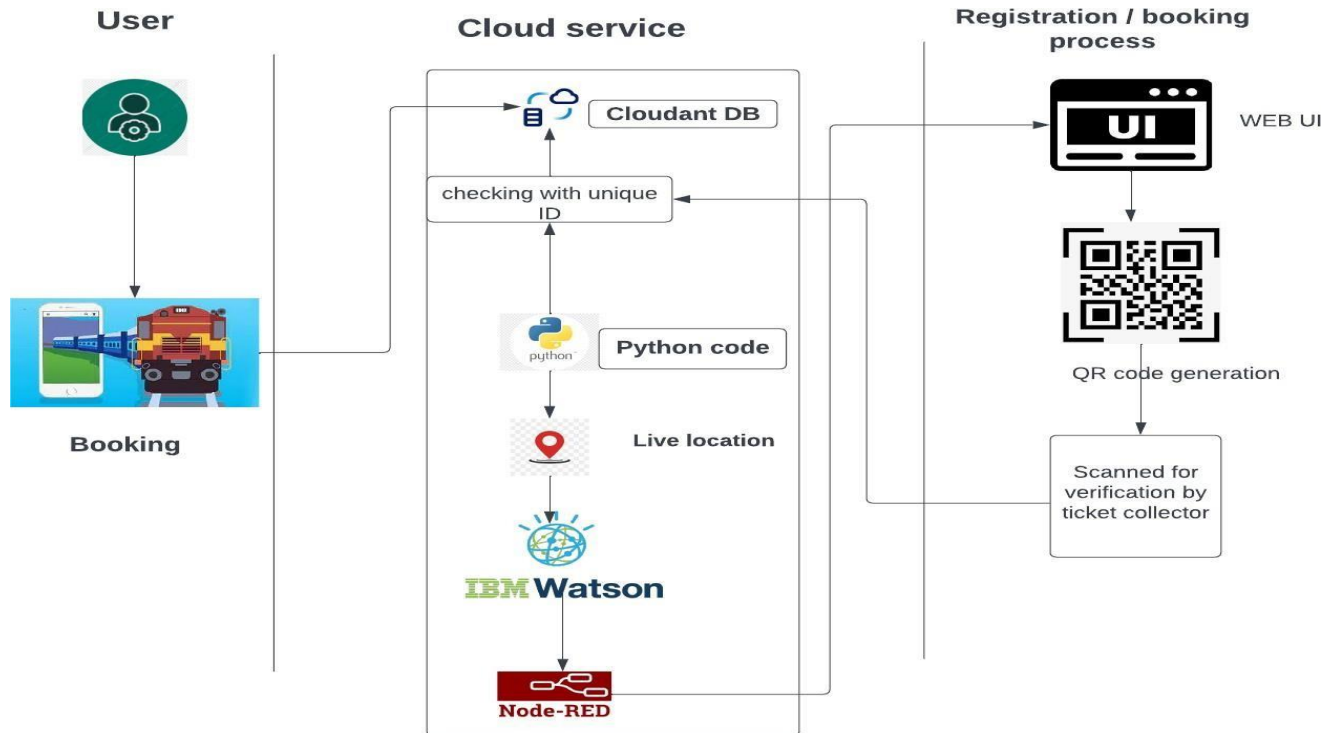 User
Cloud service
Registration / booking
process
Cloudant DB
UI
WEB UI
checking with unique
ID
python
Python code
QR code generation
Booking
Live location
Scanned for
verification by
ticket collector
IBM Watson
Node-RED